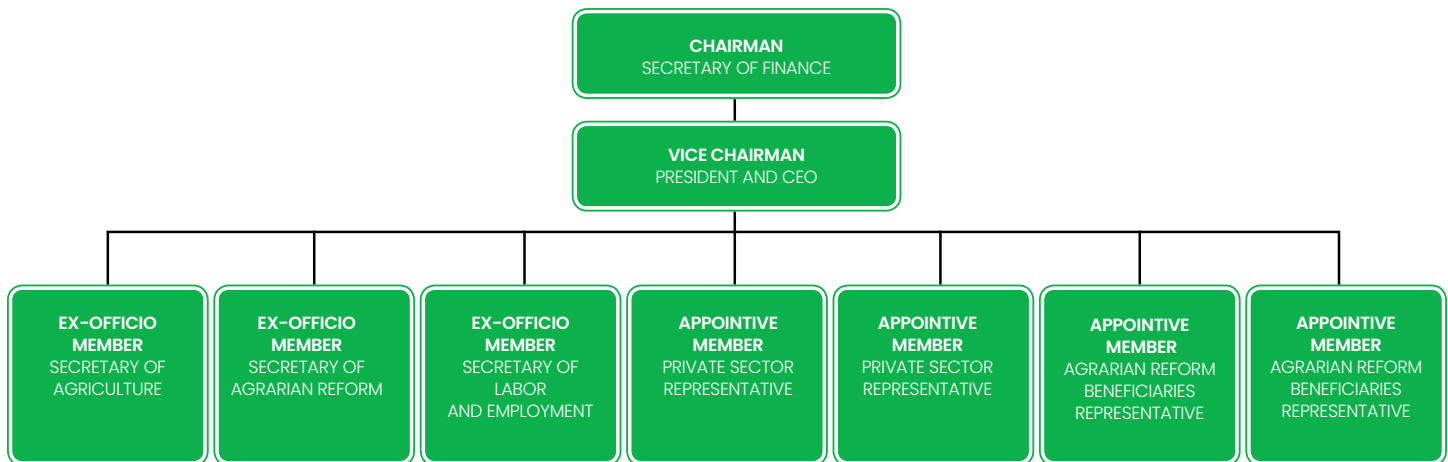 CHAIRMAN
SECRETARY OF FINANCE
VICE CHAIRMAN
PRESIDENT AND CEO
EX-OFFICIO
MEMBER
SECRETARY OF
AGRICULTURE
EX-OFFICIO
MEMBER
SECRETARY OF
AGRARIAN REFORM
EX-OFFICIO
MEMBER
SECRETARY OF
LABOR
AND EMPLOYMENT
APPOINTIVE
MEMBER
PRIVATE SECTOR
REPRESENTATIVE
APPOINTIVE
MEMBER
PRIVATE SECTOR
REPRESENTATIVE
APPOINTIVE
MEMBER
AGRARIAN REFORM
BENEFICIARIES
REPRESENTATIVE
APPOINTIVE
MEMBER
AGRARIAN REFORM
BENEFICIARIES
REPRESENTATIVE